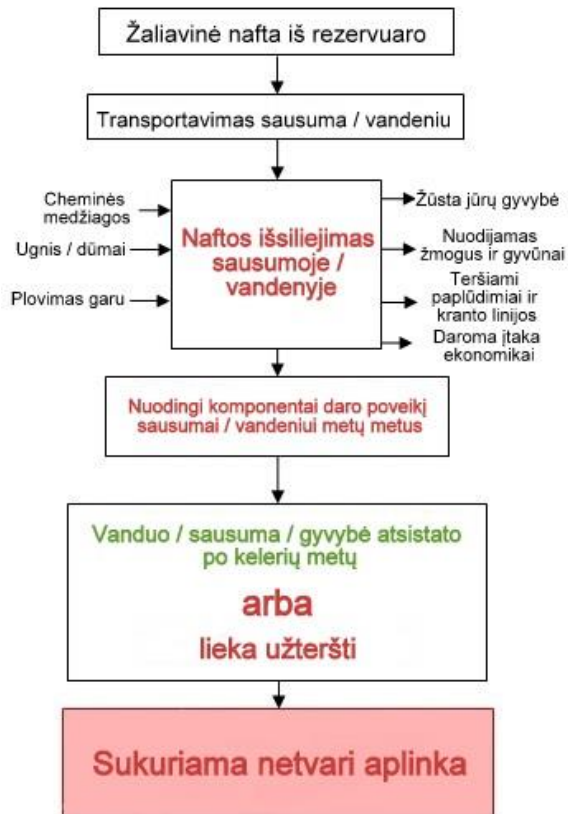 Žaliavinė nafta iš rezervuaro
Transportavimas sausuma / vandeniu
Cheminės
medžiagos
Ugnis / dūmai
Plovimas garu
Naftos išsiliejimas
sausumoje /
vandenyje
Žūsta jūrų gyvybė
Nuodijamas
žmogus ir gyvūnai
Teršiami
paplūdimiai ir
kranto linijos
Daroma įtaka
ekonomikai
Nuodingi komponentai daro poveikį
sausumai / vandeniui metų metus
Vanduo / sausuma / gyvybė atsistato
po kelerių metų
arba
lieka užteršti
Sukuriama netvari aplinka